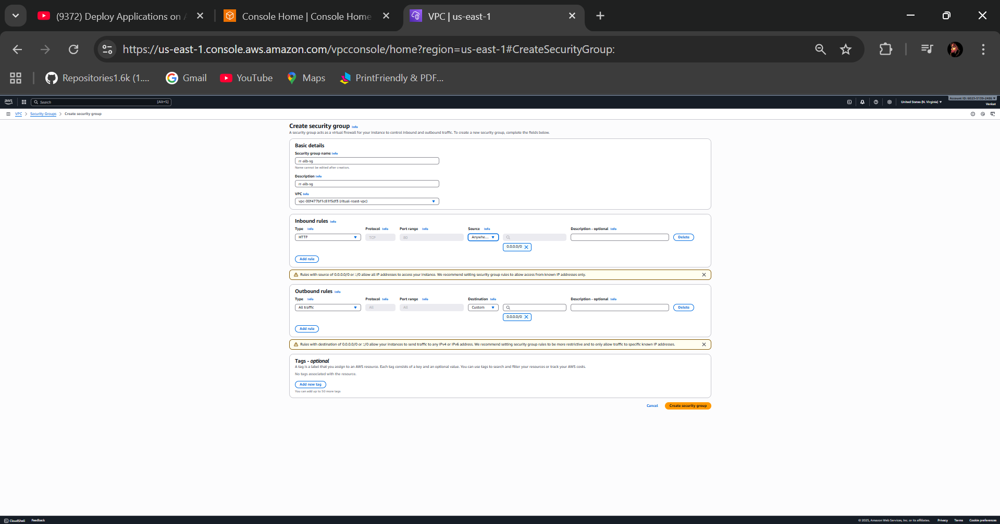 (9372) Deploy Applications on A
Console Home | Console Home
VPC | us-east-1
https://us-east-1.console.aws.amazon.com/vpcconsole/home?region=us-east-1#CreateSecurityGroup:
Repositories1.6k (1....
Gmail
YouTube
Maps
PrintFriendly & PDF...
aws
Search
[Alt+S]
United States (N. Virginia)
Account ID: 6023-5139-2486
Venkat
VPC > Security Groups > Create security group
Create security group Info
A security group acts as a virtual firewall for your instance to control inbound and outbound traffic. To create a new security group, complete the fields below.
Basic details
Security group name Info
rr-alb-sg
Name cannot be edited after creation.
Description Info
rr-alb-sg
VPC Info
vpc-00f477bf1c81f5df3 (ritual-roast-vpc)
Inbound rules Info
Type Info Protocol Info Port range Info Source Info Description - optional Info
HTTP TCP 80 Anywhe... Delete
0.0.0.0/0
Add rule
Rules with source of 0.0.0.0/0 or ::/0 allow all IP addresses to access your instance. We recommend setting security group rules to allow access from known IP addresses only.
Outbound rules Info
Type Info Protocol Info Port range Info Destination Info Description - optional Info
All traffic All All Custom Delete
0.0.0.0/0
Add rule
Rules with destination of 0.0.0.0/0 or ::/0 allow your instances to send traffic to any IPv4 or IPv6 address. We recommend setting security group rules to be more restrictive and to only allow traffic to specific known IP addresses.
Tags - optional
A tag is a label that you assign to an AWS resource. Each tag consists of a key and an optional value. You can use tags to search and filter your resources or track your AWS costs.
No tags associated with the resource.
Add new tag
You can add up to 50 more tags
Cancel Create security group
CloudShell Feedback
© 2025, Amazon Web Services, Inc. or its affiliates. Privacy Terms Cookie preferences